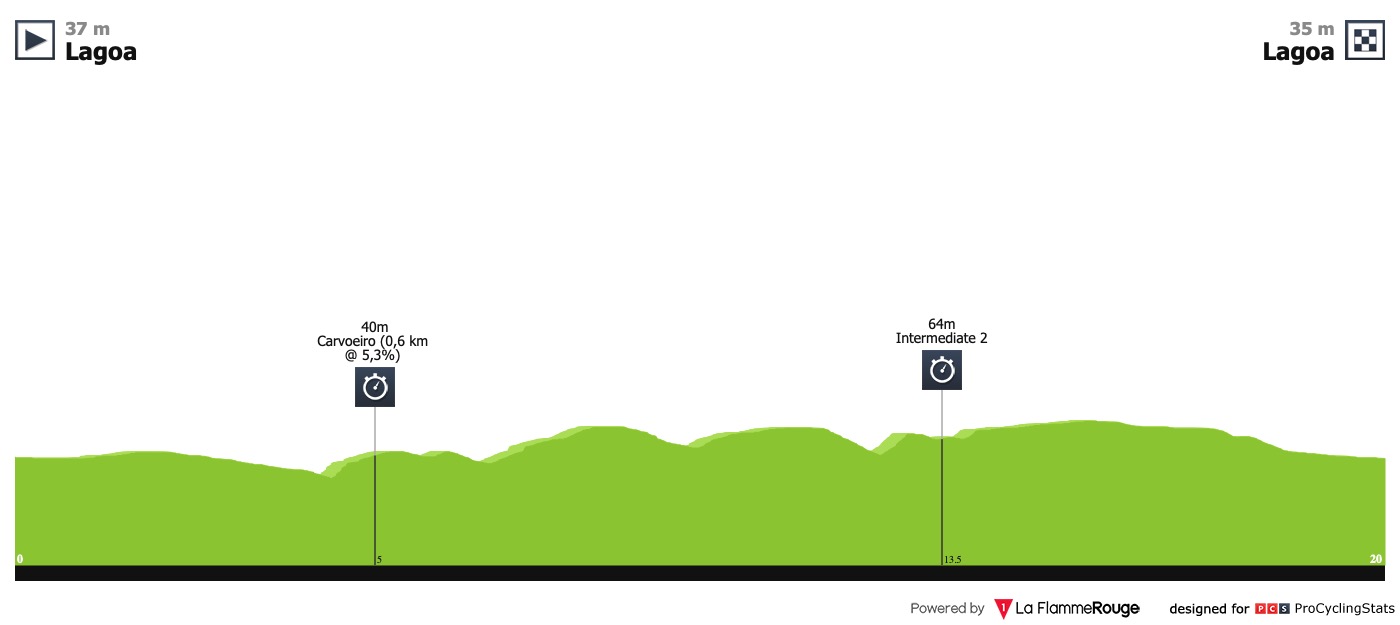 37 m
Lagoa
35 m
Lagoa
40m
Carvoeiro (0,6 km
@ 5,3%)
64m
Intermediate 2
0
5
13.5
20
Powered by 1 La FlammeRouge designed for PCS ProCyclingStats